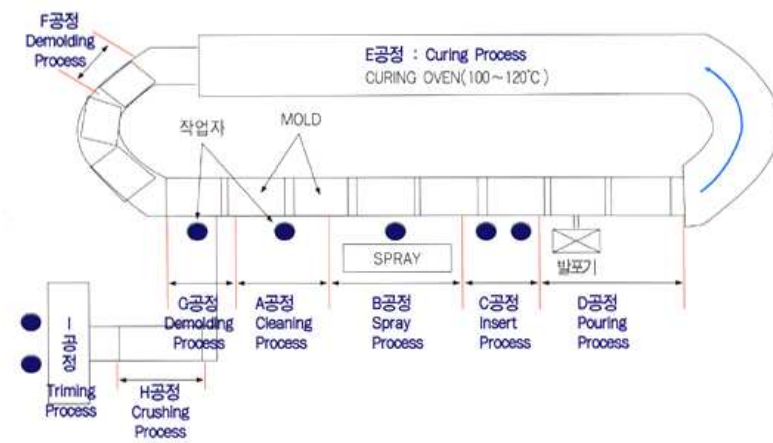 F공정
Demolding
Process
E공정 : Curing Process
CURING OVEN(100~120℃)
작업자
MOLD
SPRAY
발포기
G공정
Demolding
Process
A공정
Cleaning
Process
B공정
Spray
Process
C공정
Insert
Process
D공정
Pouring
Process
I공정
Triming
Process
H공정
Crushing
Process